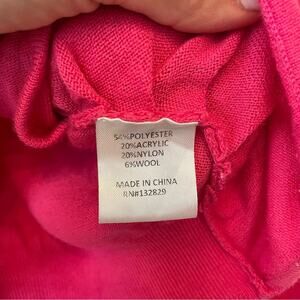 54%POLYESTER
20%ACRYLIC
20%NYLON
6%WOOL
MADE IN CHINA
RN#132829